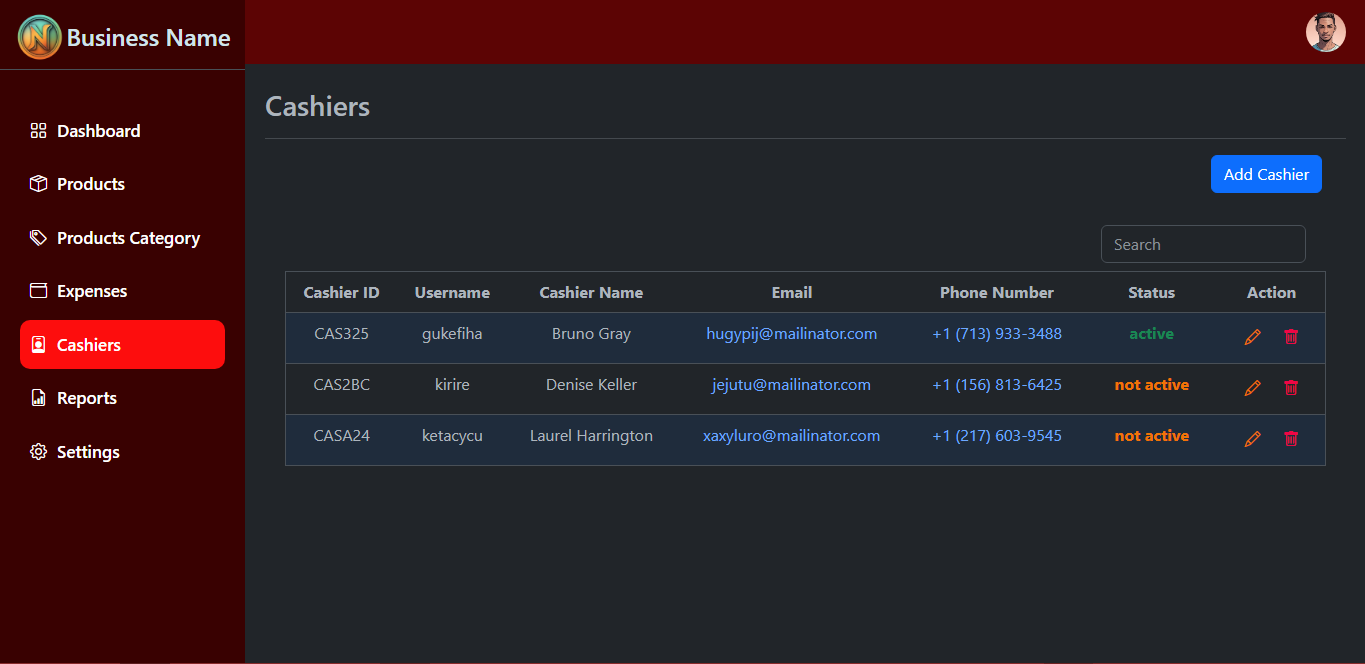 Business Name
Dashboard
Products
Products Category
Expenses
Cashiers
Reports
Settings
Cashiers
Add Cashier
Search
Cashier ID Username Cashier Name Email Phone Number Status Action
CAS325 gukefiha Bruno Gray hugypij@mailinator.com +1 (713) 933-3488 active
CAS2BC kirire Denise Keller jejutu@mailinator.com +1 (156) 813-6425 not active
CASA24 ketacycu Laurel Harrington xaxyluro@mailinator.com +1 (217) 603-9545 not active